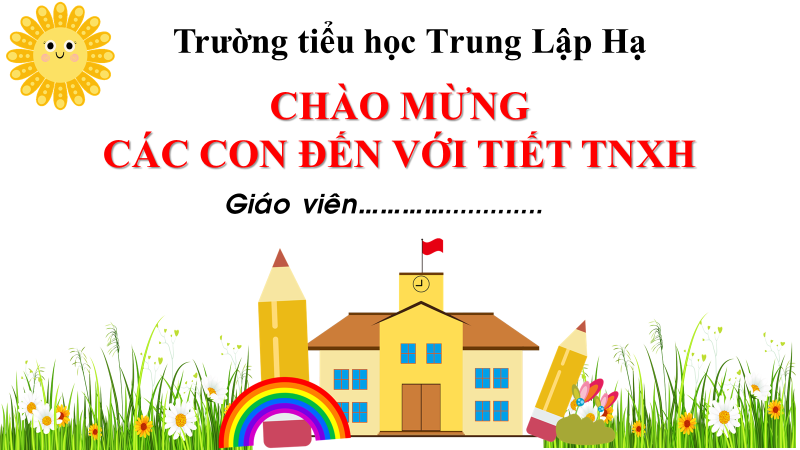 Trường tiểu học Trung Lập Hạ
CHÀO MỪNG
CÁC CON ĐẾN VỚI TIẾT TNXH
Giáo viên………….............